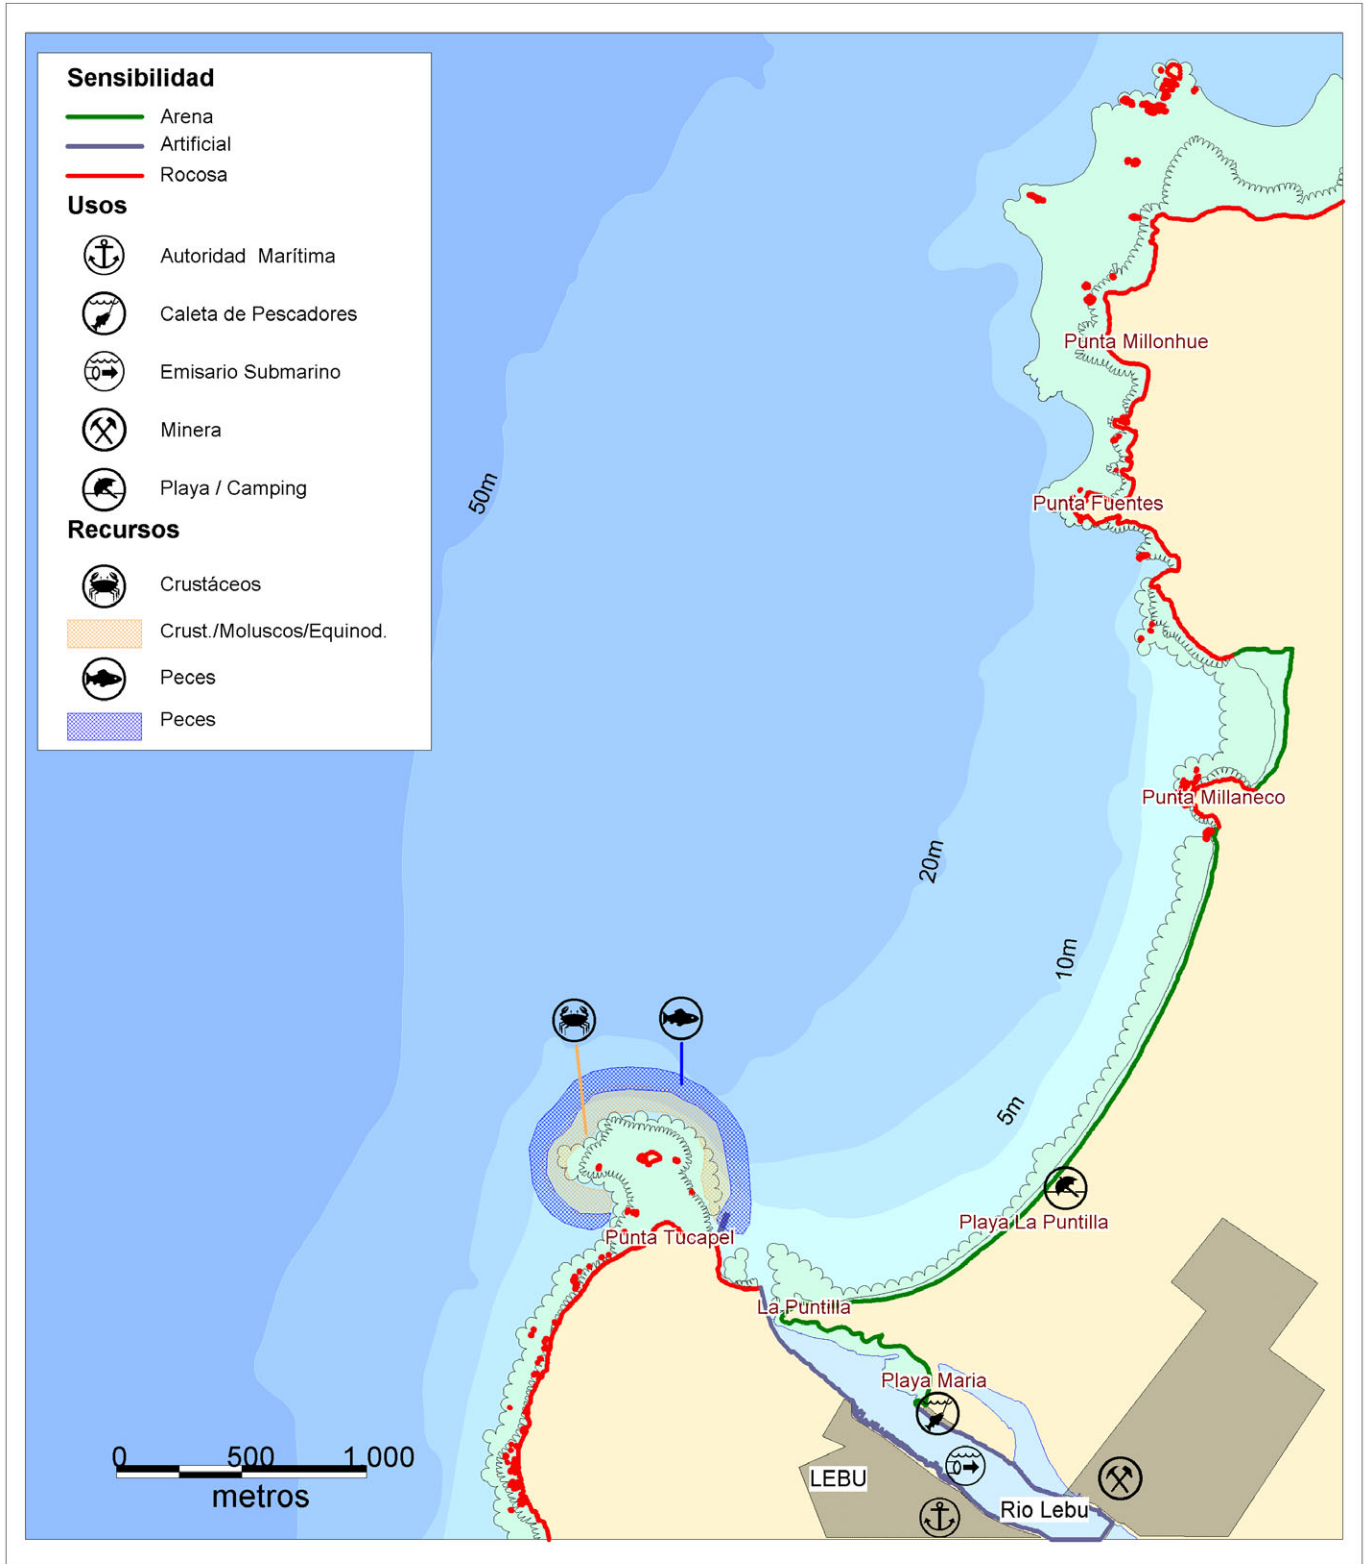 Sensibilidad
Arena
Artificial
Rocosa
Usos
Autoridad Marítima
Caleta de Pescadores
Emisario Submarino
Minera
Playa / Camping
Recursos
Crustáceos
Crust./Moluscos/Equinod.
Peces
Peces
Punta Millonhue
50m
Punta Fuentes
Punta Millaneco
20m
10m
5m
Playa La Puntilla
Punta Tucapel
La Puntilla
Playa Maria
0 500 1.000
metros
LEBU
Rio Lebu